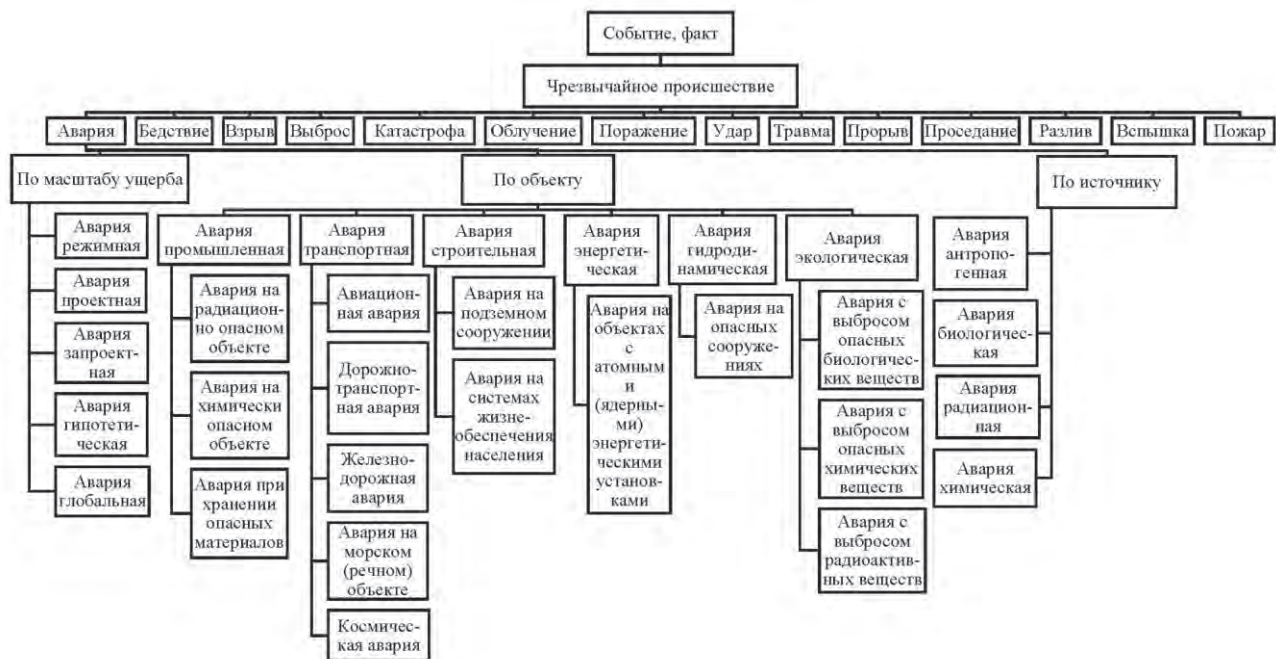 Событие, факт
Чрезвычайное происшествие
Авария
Бедствие
Взрыв
Выброс
Катастрофа
Облучение
Поражение
Удар
Травма
Прорыв
Проседание
Разлив
Вспышка
Пожар
По масштабу ущерба
По объекту
По источнику
Авария
режимная
Авария
проектная
Авария
запроект-
ная
Авария
гипотети-
ческая
Авария
глобальная
Авария
промышленная
Авария на
радиацион-
но опасном
объекте
Авария на
химически
опасном
объекте
Авария при
хранении
опасных
материалов
Авария
транспортная
Авиацион-
ная авария
Дорожно-
транспорт-
ная авария
Железно-
дорожная
авария
Авария на
морском
(речном)
объекте
Космичес-
кая авария
Авария
строительная
Авария на
подземном
сооружении
Авария на
системах
жизне-
обеспечения
населения
Авария
энергети-
ческая
Авария на
объектах
с
атомным и
(ядерны-
ми)
энергети-
ческими
установ-
ками
Авария
гидроди-
намическая
Авария на
опасных
сооруже-
ниях
Авария
экологическая
Авария с
выбросом
опасных
биологичес-
ких веществ
Авария с
выбросом
опасных
химических
веществ
Авария с
выбросом
радиоактив-
ных веществ
Авария
антропо-
генная
Авария
биологичес-
кая
Авария
радиацион-
ная
Авария
химическая